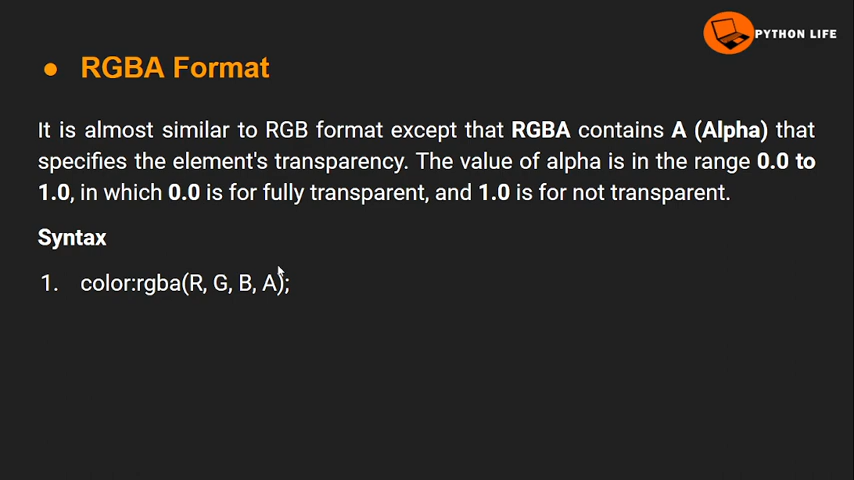 PYTHON LIFE
● RGBA Format
It is almost similar to RGB format except that RGBA contains A (Alpha) that
specifies the element's transparency. The value of alpha is in the range 0.0 to
1.0, in which 0.0 is for fully transparent, and 1.0 is for not transparent.
Syntax
1. color:rgba(R, G, B, A);